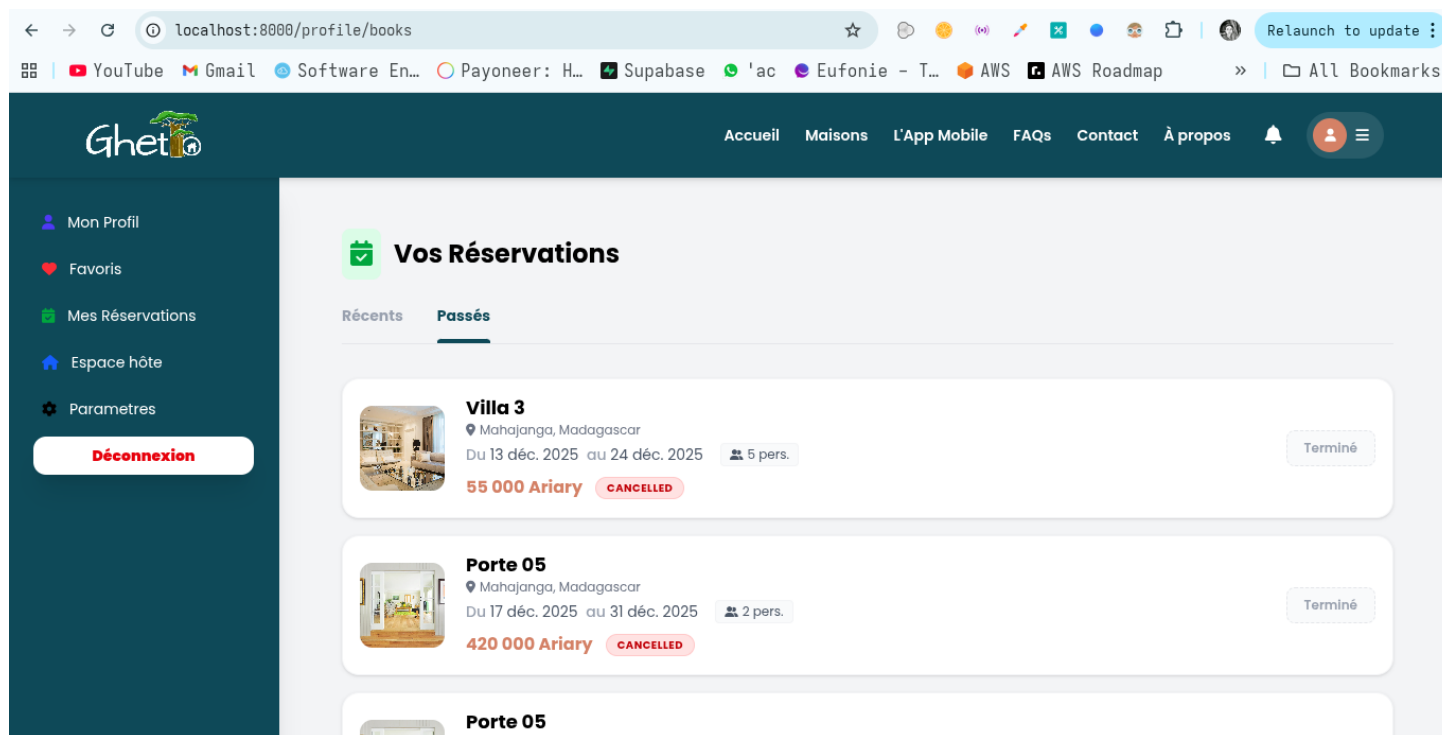 localhost:8000/profile/books
Relaunch to update
YouTube
Gmail
Software En…
Payoneer: H…
Supabase
'ac
Eufonie – T…
AWS
AWS Roadmap
»
All Bookmarks
Ghetto
Accueil
Maisons
L'App Mobile
FAQs
Contact
À propos
Mon Profil
Favoris
Mes Réservations
Espace hôte
Parametres
Déconnexion
Vos Réservations
Récents
Passés
Villa 3
Mahajanga, Madagascar
Du 13 déc. 2025 au 24 déc. 2025
5 pers.
55 000 Ariary
CANCELLED
Terminé
Porte 05
Mahajanga, Madagascar
Du 17 déc. 2025 au 31 déc. 2025
2 pers.
420 000 Ariary
CANCELLED
Terminé
Porte 05